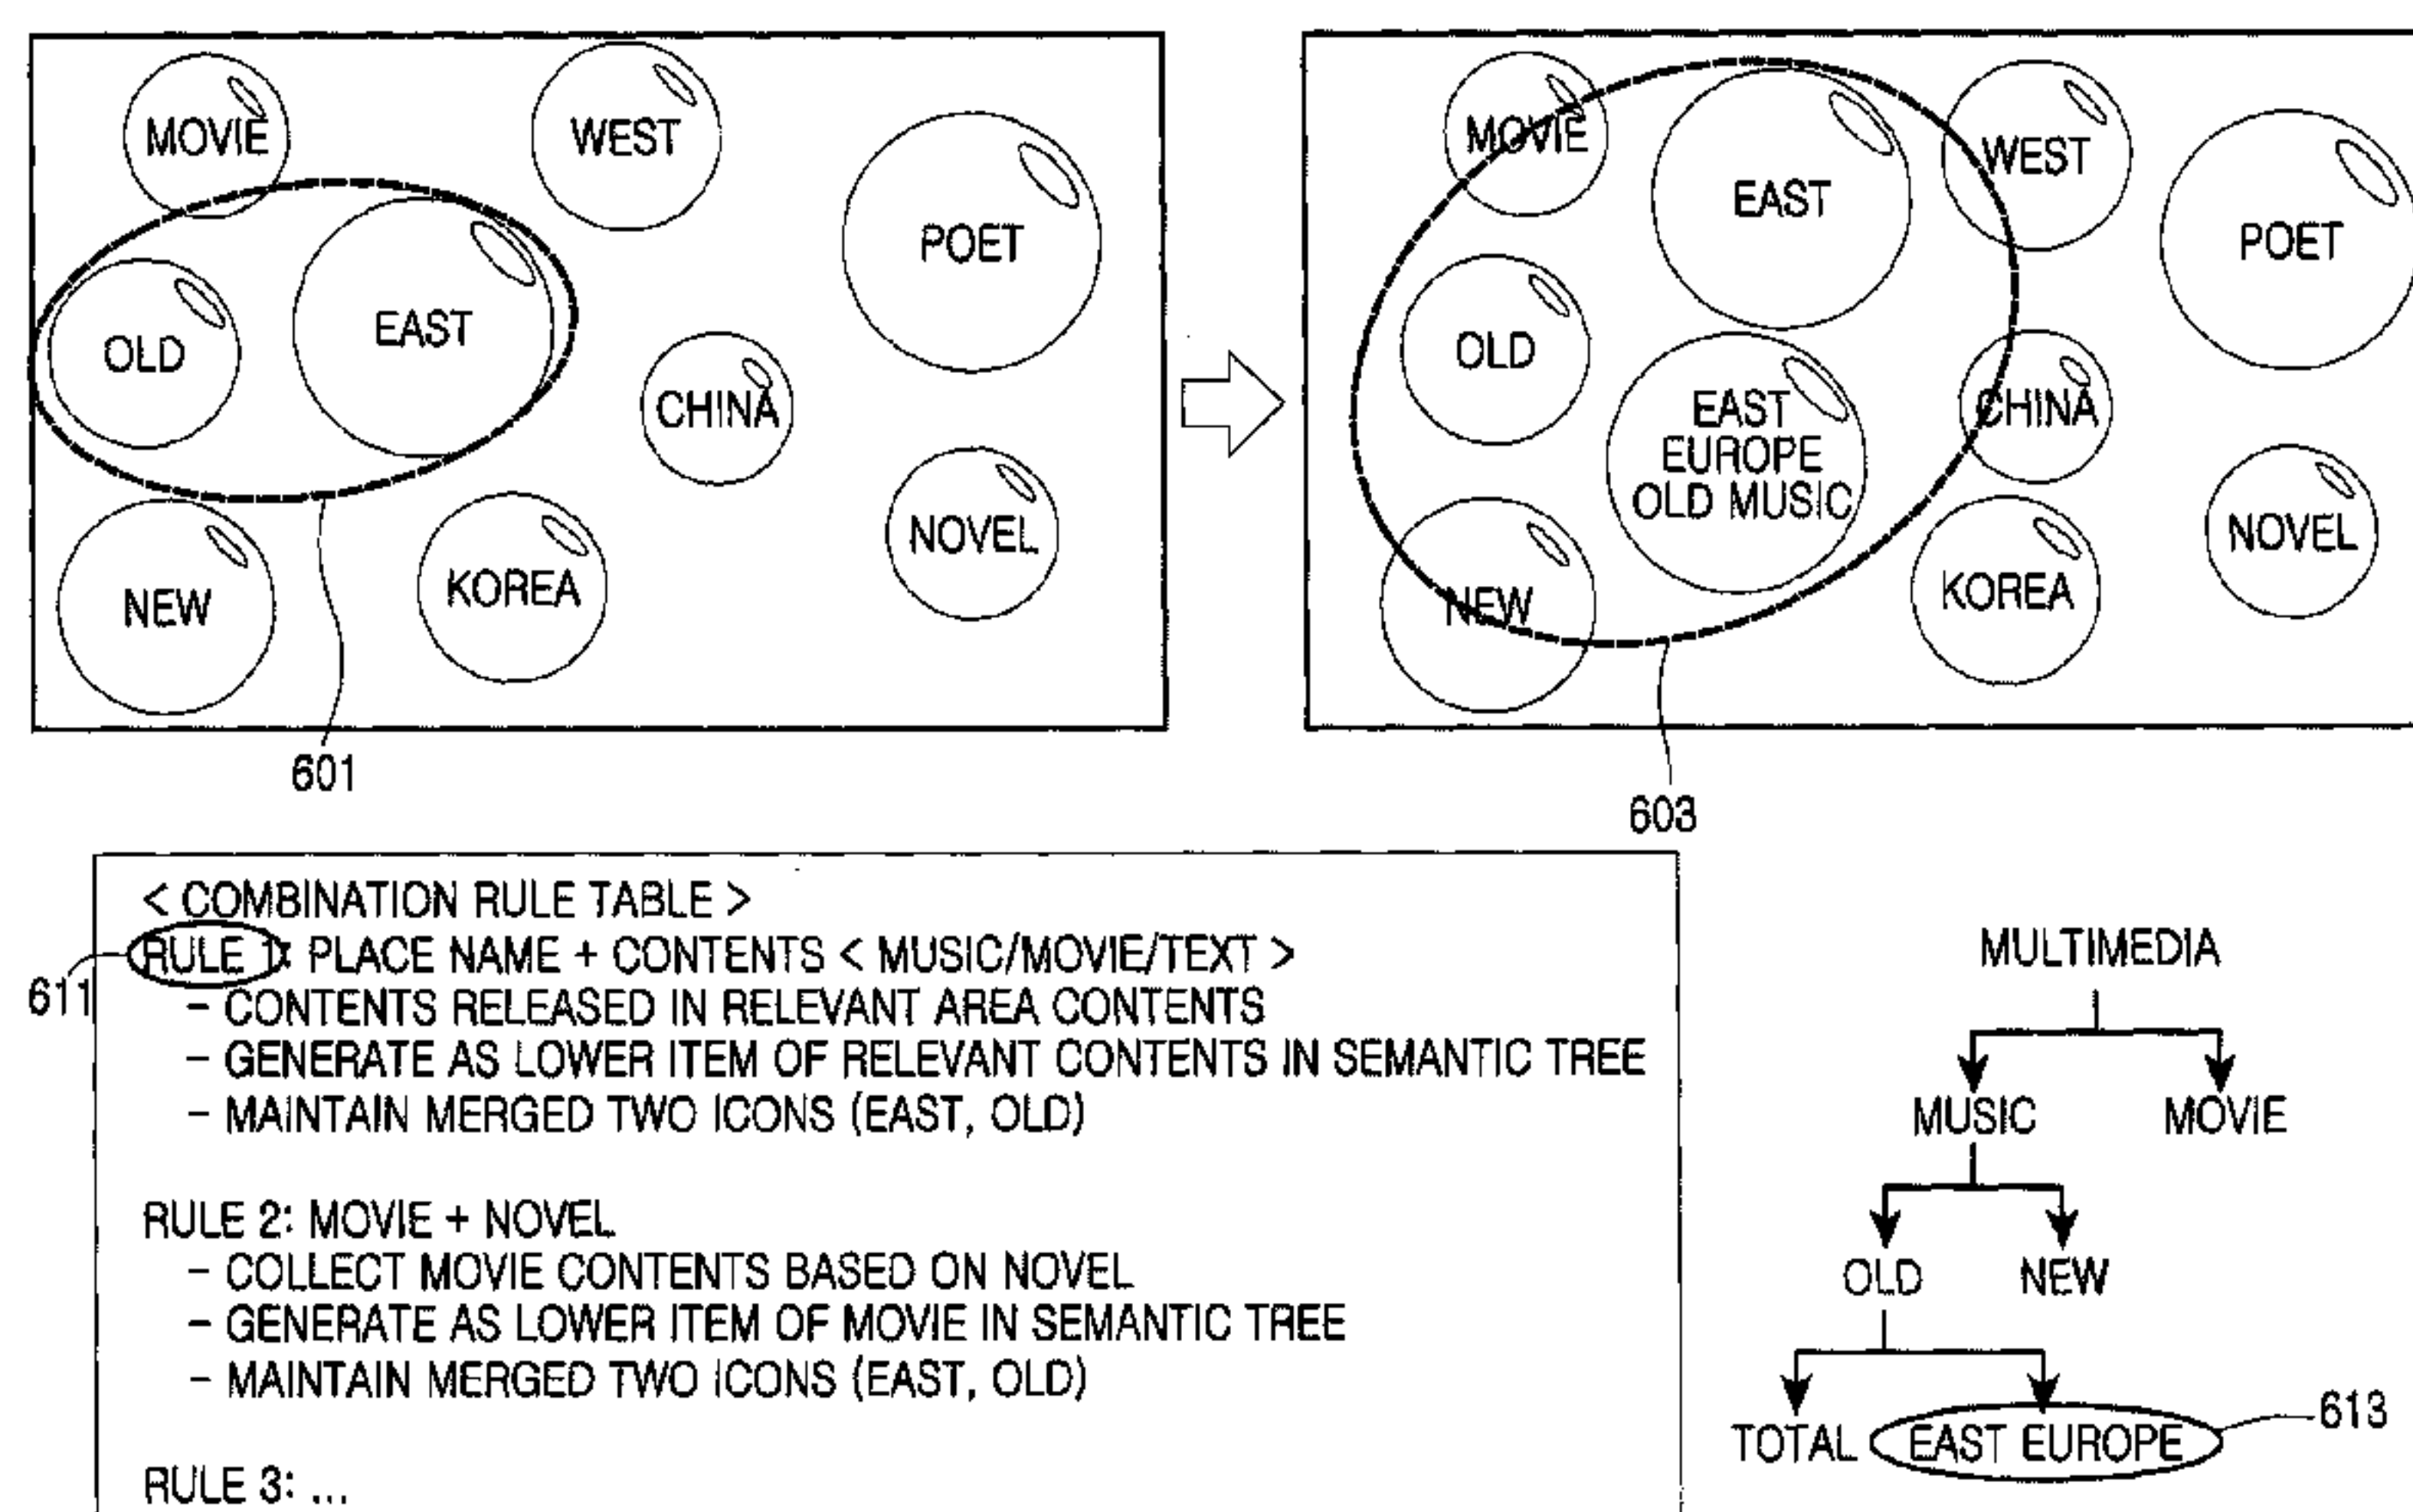 MOVIE
WEST
POET
OLD
EAST
CHINA
NOVEL
NEW
KOREA
601
MOVIE
EAST
WEST
POET
OLD
EAST
EUROPE
OLD MUSIC
CHINA
NEW
KOREA
NOVEL
603
< COMBINATION RULE TABLE >
611
RULE 1: PLACE NAME + CONTENTS < MUSIC/MOVIE/TEXT >
– CONTENTS RELEASED IN RELEVANT AREA CONTENTS
– GENERATE AS LOWER ITEM OF RELEVANT CONTENTS IN SEMANTIC TREE
– MAINTAIN MERGED TWO ICONS (EAST, OLD)
RULE 2: MOVIE + NOVEL
– COLLECT MOVIE CONTENTS BASED ON NOVEL
– GENERATE AS LOWER ITEM OF MOVIE IN SEMANTIC TREE
– MAINTAIN MERGED TWO ICONS (EAST, OLD)
RULE 3: ...
MULTIMEDIA
MUSIC MOVIE
OLD NEW
TOTAL EAST EUROPE
613